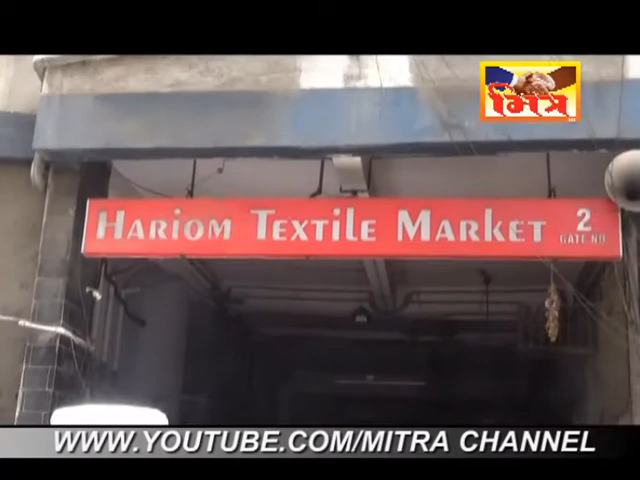 મિત્ર
HARIOM TEXTILE MARKET 2
GATE NO
WWW.YOUTUBE.COM/MITRA CHANNEL